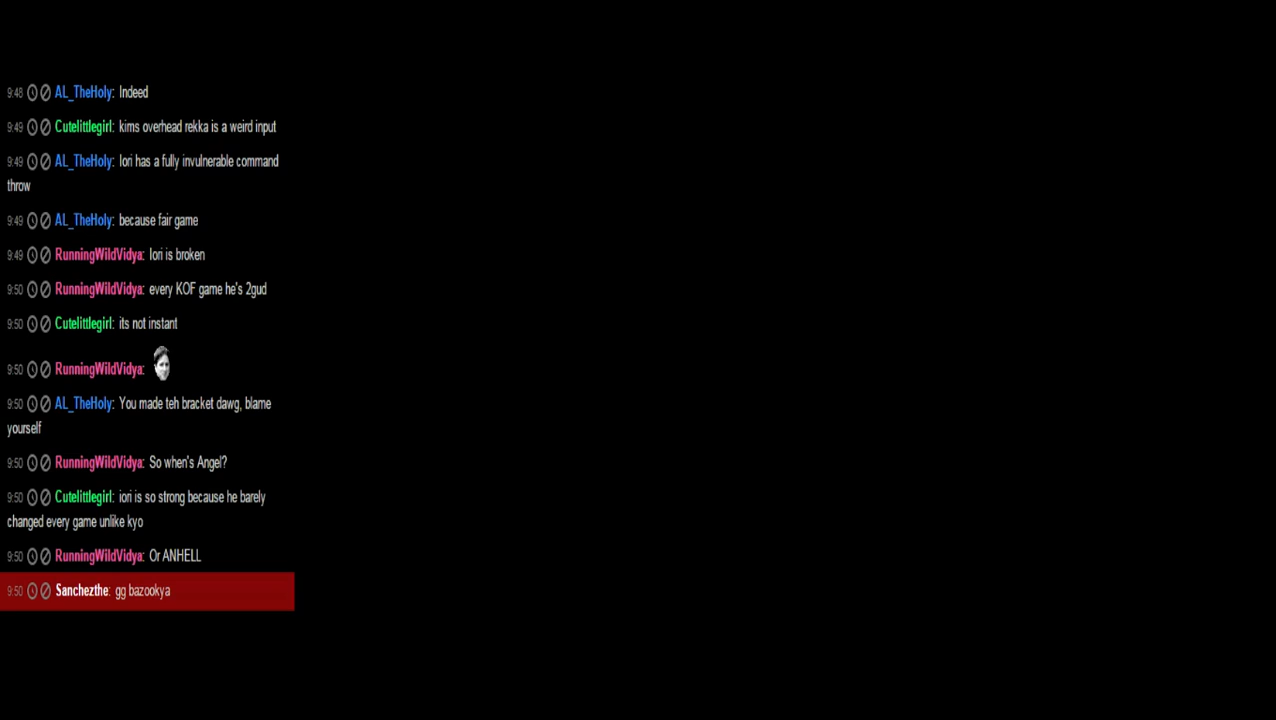 9:48 AL_TheHoly: Indeed
9:49 Cutelittlegirl: kims overhead rekka is a weird input
9:49 AL_TheHoly: Iori has a fully invulnerable command
throw
9:49 AL_TheHoly: because fair game
9:49 RunningWildVidya: Iori is broken
9:50 RunningWildVidya: every KOF game he's 2gud
9:50 Cutelittlegirl: its not instant
9:50 RunningWildVidya:
9:50 AL_TheHoly: You made teh bracket dawg, blame
yourself
9:50 RunningWildVidya: So when's Angel?
9:50 Cutelittlegirl: iori is so strong because he barely
changed every game unlike kyo
9:50 RunningWildVidya: Or ANHELL
9:50 Sanchezthe: gg bazookya